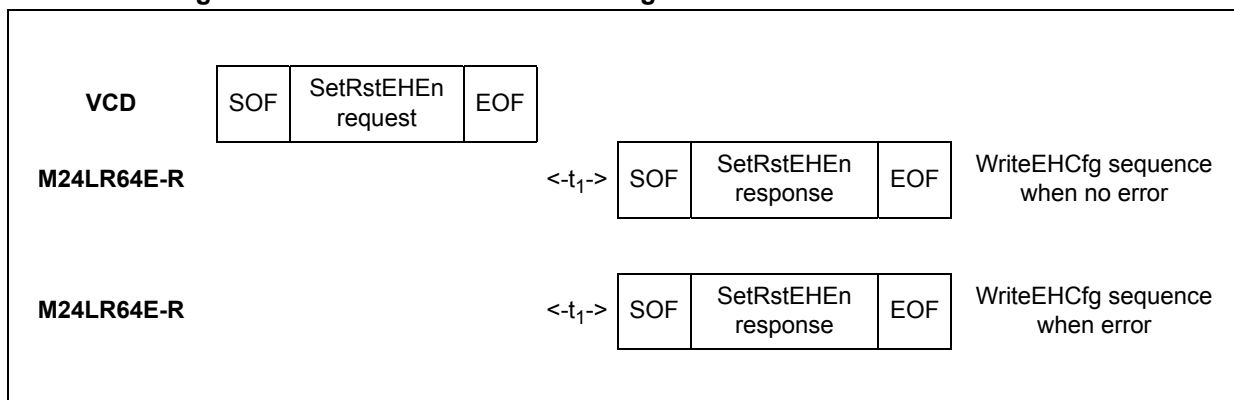 VCD SOF SetRstEHEn EOF
request
M24LR64E-R <-t₁-> SOF SetRstEHEn EOF WriteEHCfg sequence
response when no error
M24LR64E-R <-t₁-> SOF SetRstEHEn EOF WriteEHCfg sequence
response when error